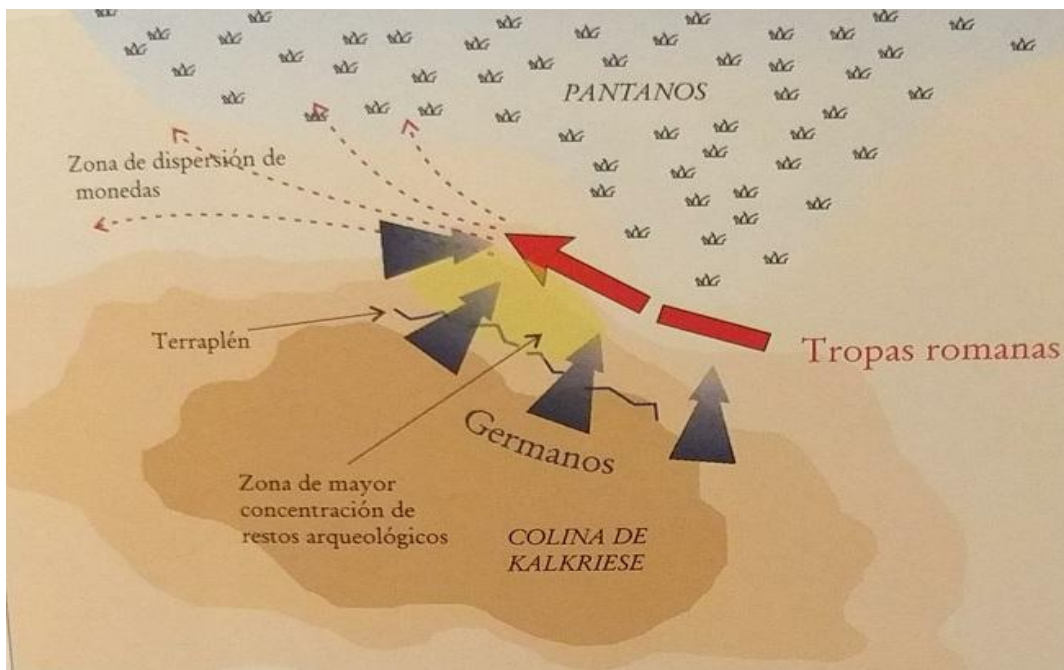 PANTANOS
Zona de dispersión de
monedas
Terraplén
Tropas romanas
Germanos
Zona de mayor
concentración de
restos arqueológicos
COLINA DE
KALKRIESE